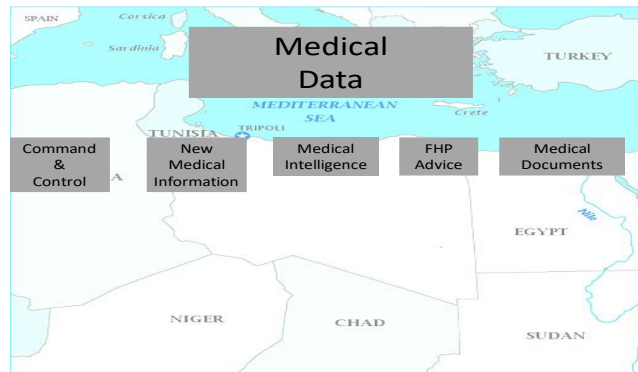 SPAIN
Corsica
Sardinia
Medical
Data
TURKEY
MEDITERRANEAN
SEA
Crete
TUNISIA
TRIPOLI
Command
&
Control
New
Medical
Information
Medical
Intelligence
FHP
Advice
Medical
Documents
Nile
EGYPT
NIGER
CHAD
SUDAN